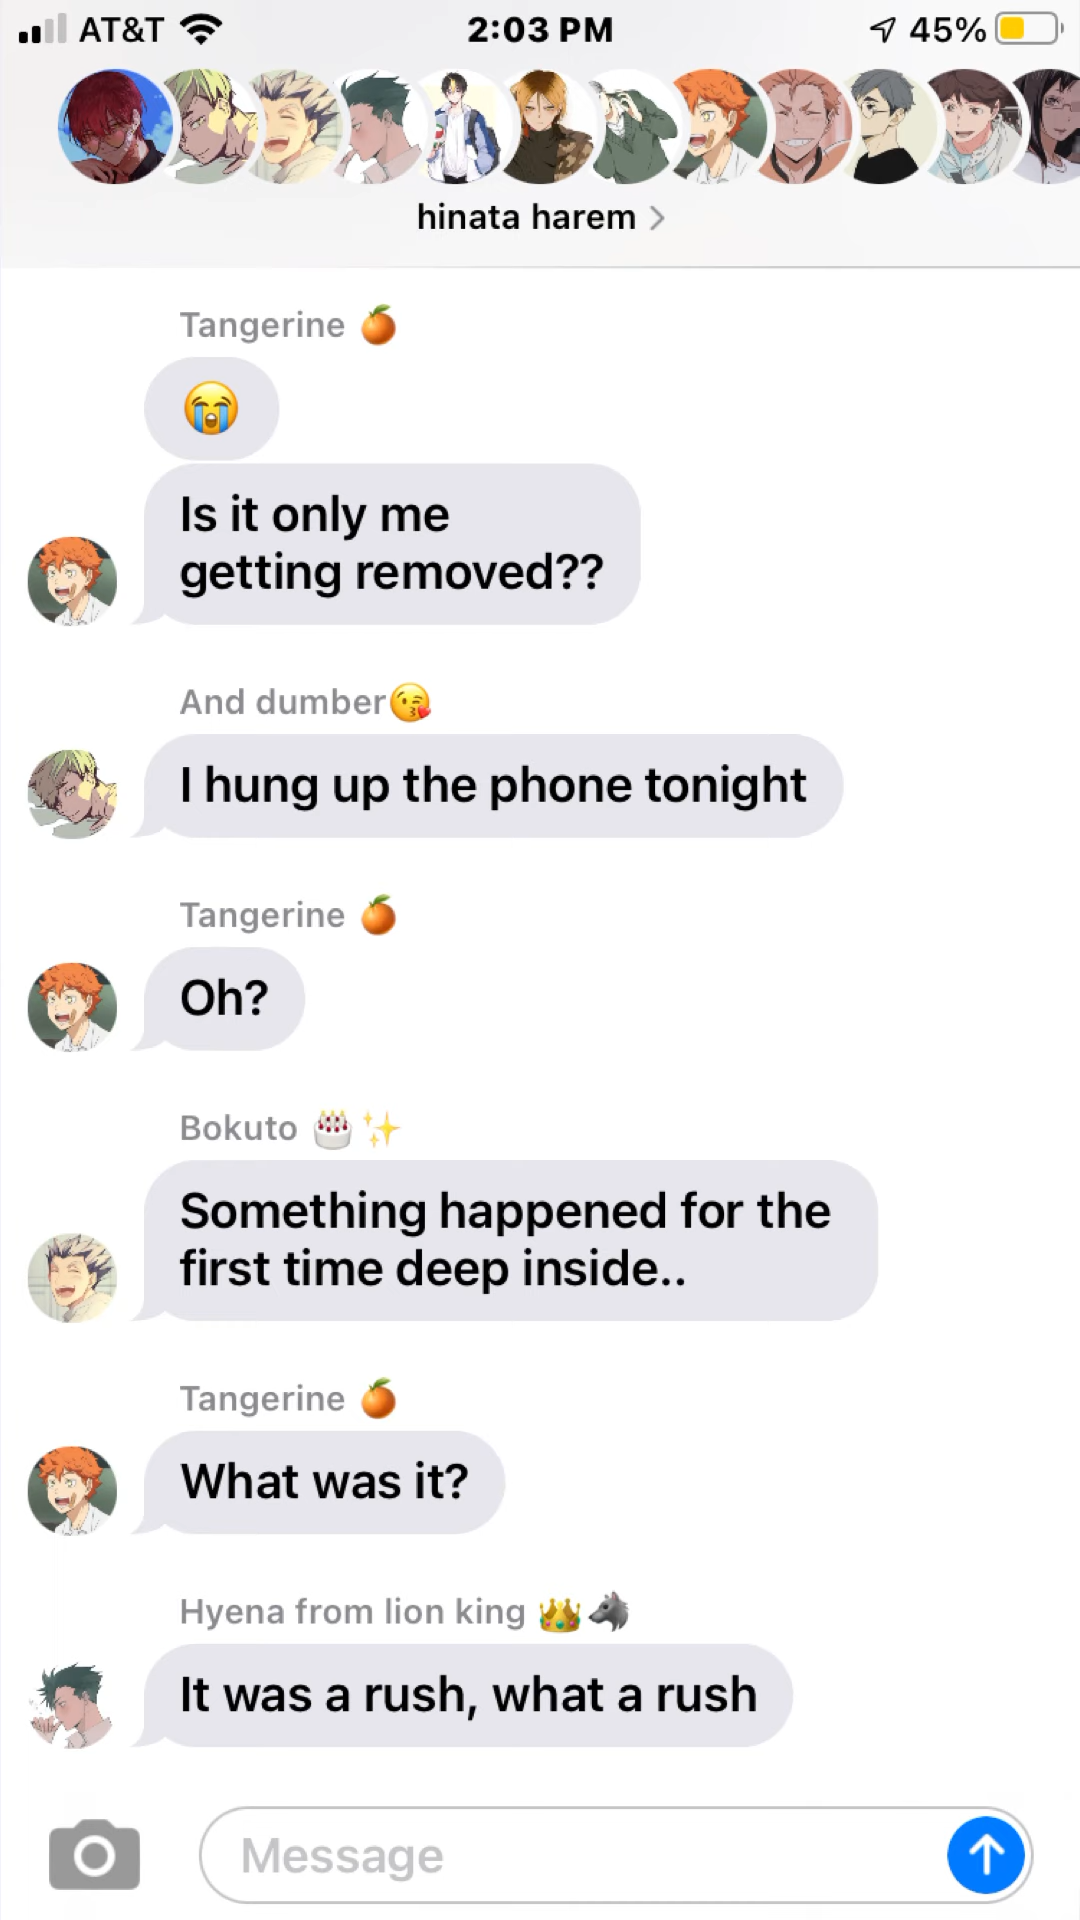 AT&T 2:03 PM 45%
hinata harem
Tangerine 🍊
😭
Is it only me
getting removed??
And dumber😘
I hung up the phone tonight
Tangerine 🍊
Oh?
Bokuto 🎂✨
Something happened for the
first time deep inside..
Tangerine 🍊
What was it?
Hyena from lion king 👑🐺
It was a rush, what a rush
Message